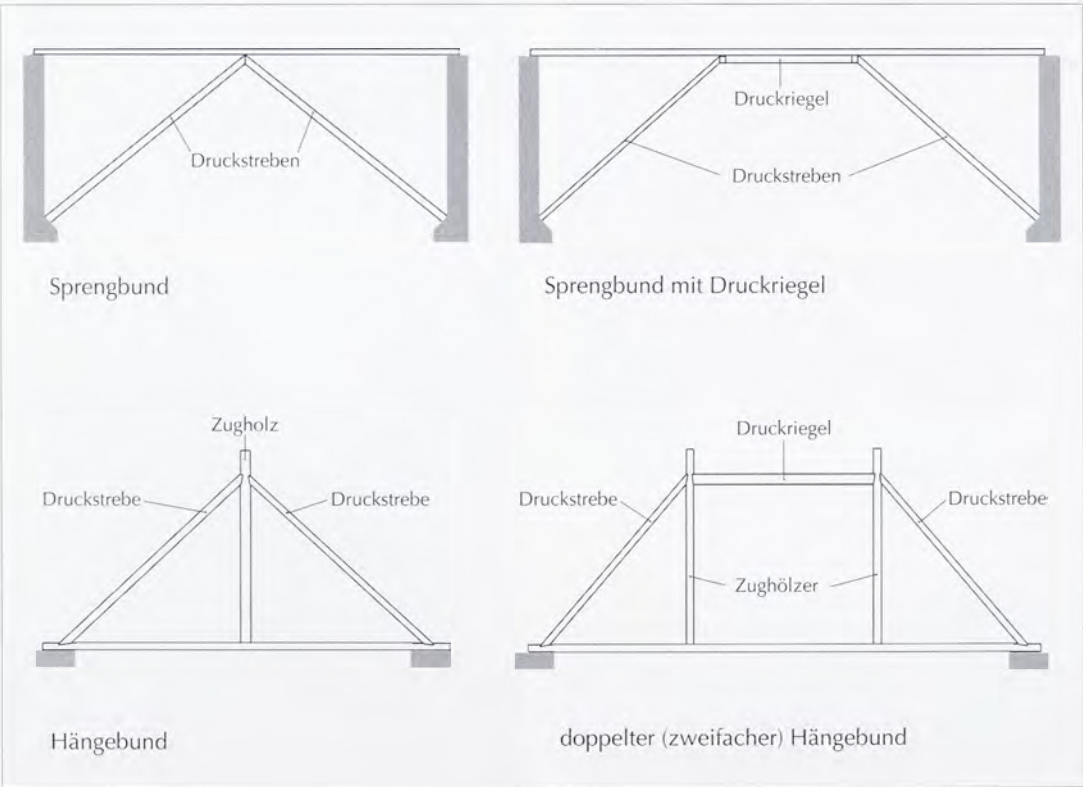 Druckstreben
Sprengbund
Druckriegel
Druckstreben
Sprengbund mit Druckriegel
Zugholz
Druckstrebe
Druckstrebe
Hängebund
Druckriegel
Druckstrebe
Druckstrebe
Zughölzer
doppelter (zweifacher) Hängebund